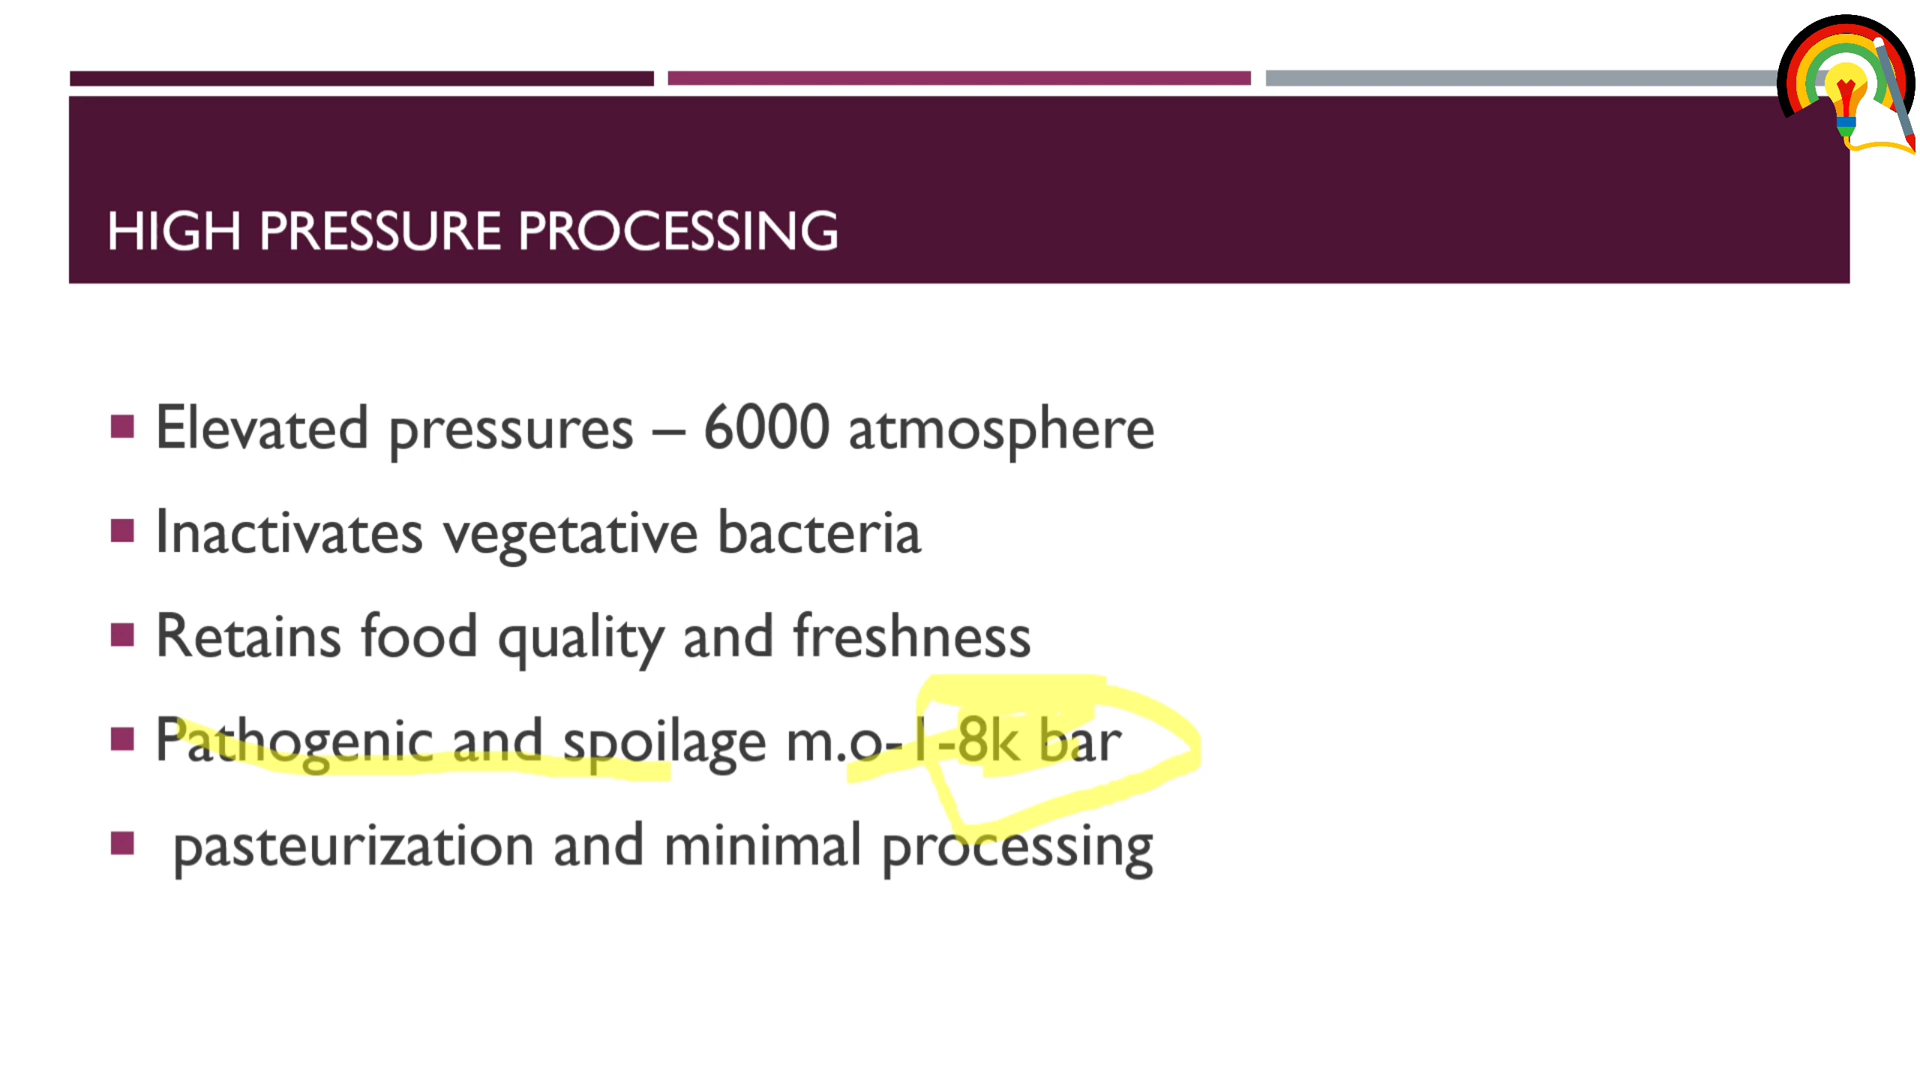 HIGH PRESSURE PROCESSING
Elevated pressures – 6000 atmosphere
Inactivates vegetative bacteria
Retains food quality and freshness
Pathogenic and spoilage m.o-1-8k bar
pasteurization and minimal processing